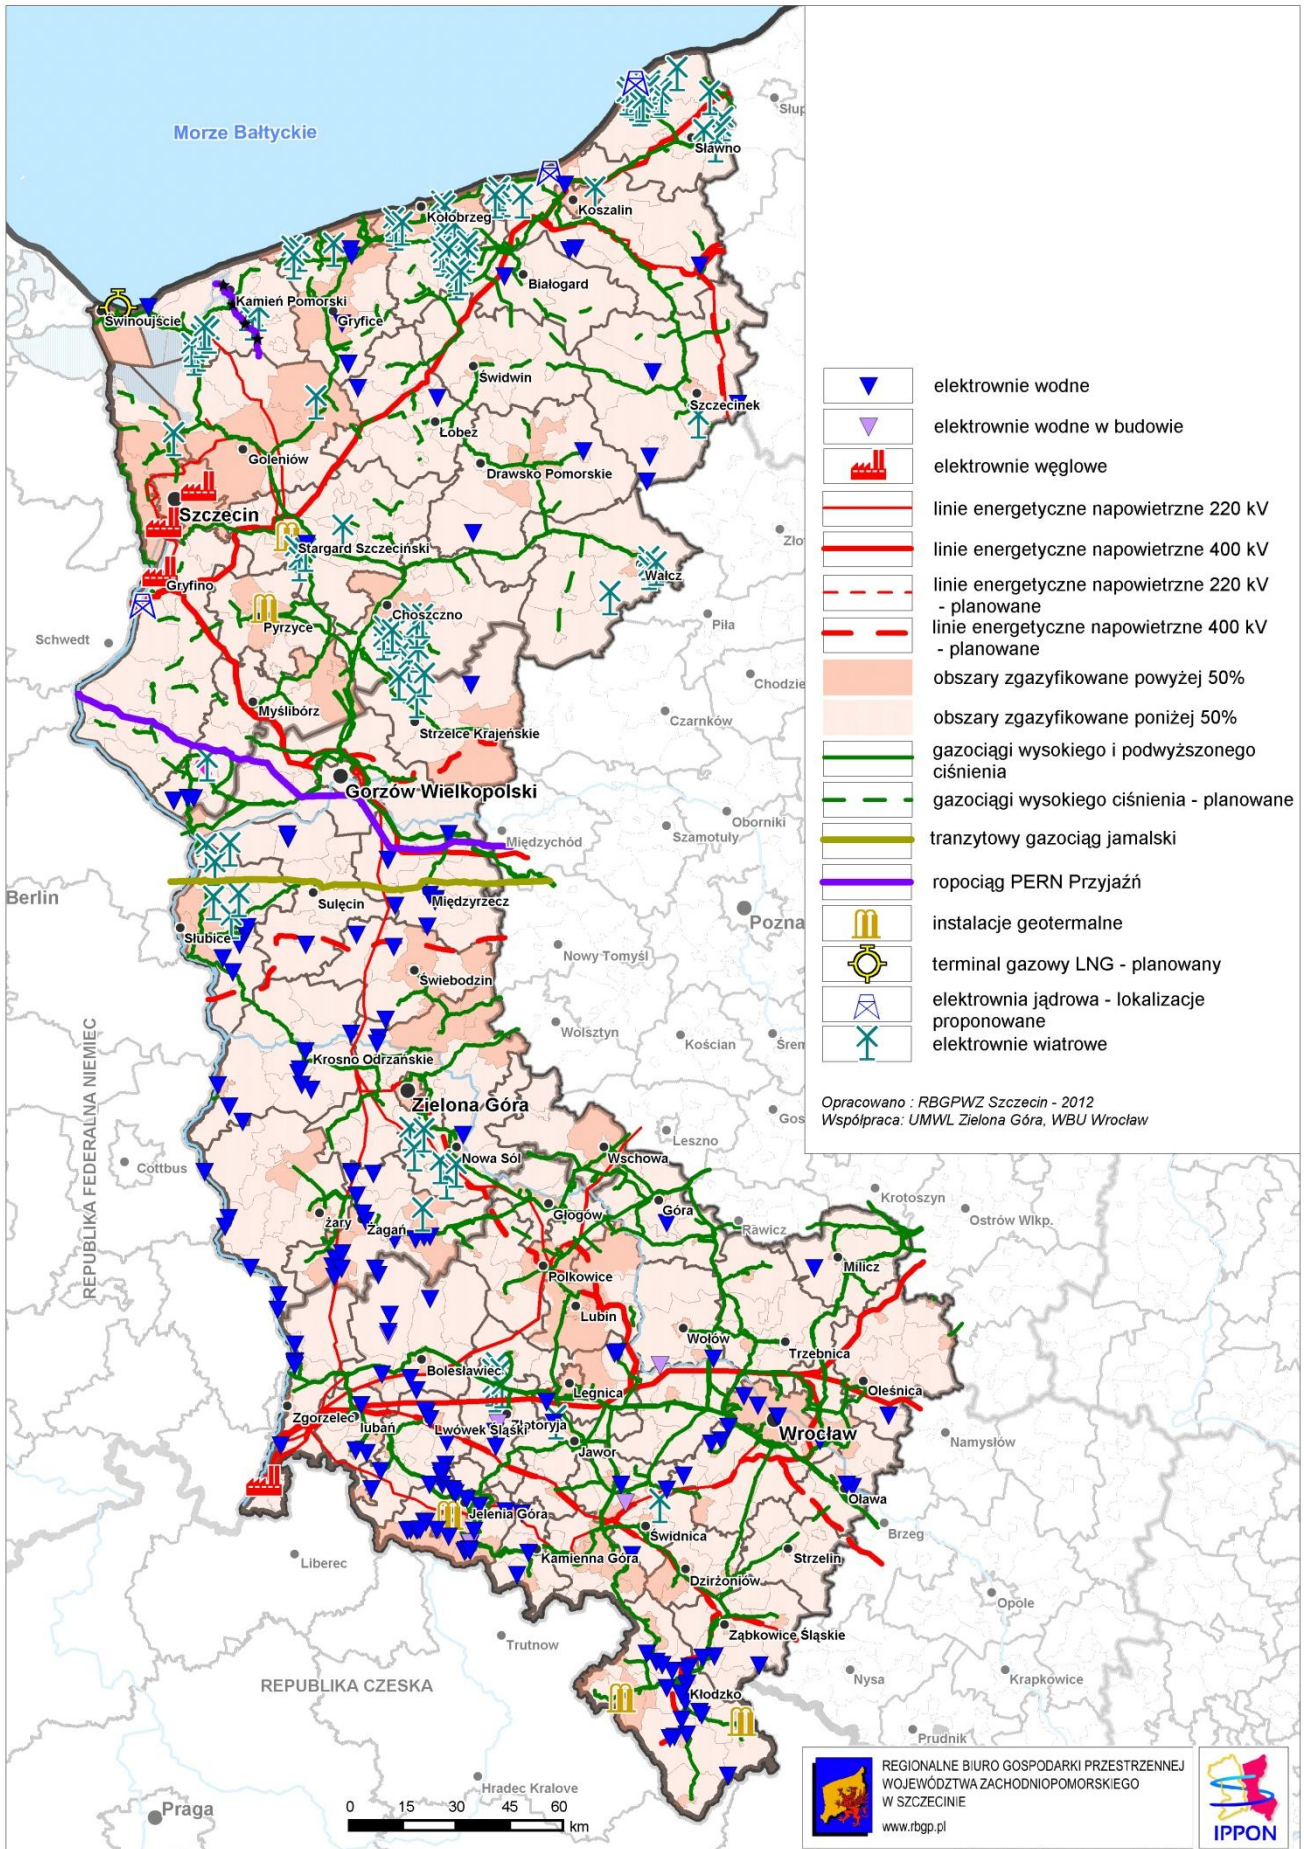 Morze Bałtyckie
Słup
Sławno
Koszalin
Kołobrzeg
Białogard
Kamień Pomorski
Świnoujście
Gryfice
Świdwin
Szczecinek
Łobez
Goleniów
Drawsko Pomorskie
Szczecin
Stargard Szczeciński
Zło
Wałcz
Gryfino
Choszczno
Pyrzyce
Piła
Schwedt
Chodzie
Myślibórz
Czarnków
Strzelce Krajeńskie
Gorzów Wielkopolski
Oborniki
Szamotuły
Międzychód
Berlin
Sulęcin
Międzyrzecz
Pozna
Słubice
Nowy Tomyśl
Świebodzin
Wolsztyn
Kościan
Śrem
REPUBLIKA FEDERALNA NIEMIEC
Krosno Odrzańskie
Zielona Góra
Gos
Leszno
Cottbus
Nowa Sól
Wschowa
Krotoszyn
Góra
Głogów
Ostrów Wlkp.
Rawicz
żary
Żagań
Milicz
Polkowice
Lubin
Wołów
Trzebnica
Bolesławiec
Legnica
Oleśnica
Zgorzelec
lubań
Lwówek Śląski
Złotoryja
Wrocław
Namysłów
Jawor
Oława
Jelenia Góra
Świdnica
Brzeg
Liberec
Kamienna Góra
Strzelin
Dzirżoniów
Opole
Trutnow
Ząbkowice Śląskie
Nysa
Krapkowice
REPUBLIKA CZESKA
Kłodzko
Prudnik
Hradec Kralove
Praga
0 15 30 45 60
km
elektrownie wodne
elektrownie wodne w budowie
elektrownie węglowe
linie energetyczne napowietrzne 220 kV
linie energetyczne napowietrzne 400 kV
linie energetyczne napowietrzne 220 kV
- planowane
linie energetyczne napowietrzne 400 kV
- planowane
obszary zgazyfikowane powyżej 50%
obszary zgazyfikowane poniżej 50%
gazociągi wysokiego i podwyższonego
ciśnienia
gazociągi wysokiego ciśnienia - planowane
tranzytowy gazociąg jamalski
ropociąg PERN Przyjaźń
instalacje geotermalne
terminal gazowy LNG - planowany
elektrownia jądrowa - lokalizacje
proponowane
elektrownie wiatrowe
Opracowano : RBGPWZ Szczecin - 2012
Współpraca: UMWL Zielona Góra, WBU Wrocław
REGIONALNE BIURO GOSPODARKI PRZESTRZENNEJ
WOJEWÓDZTWA ZACHODNIOPOMORSKIEGO
W SZCZECINIE
www.rbgp.pl
IPPON